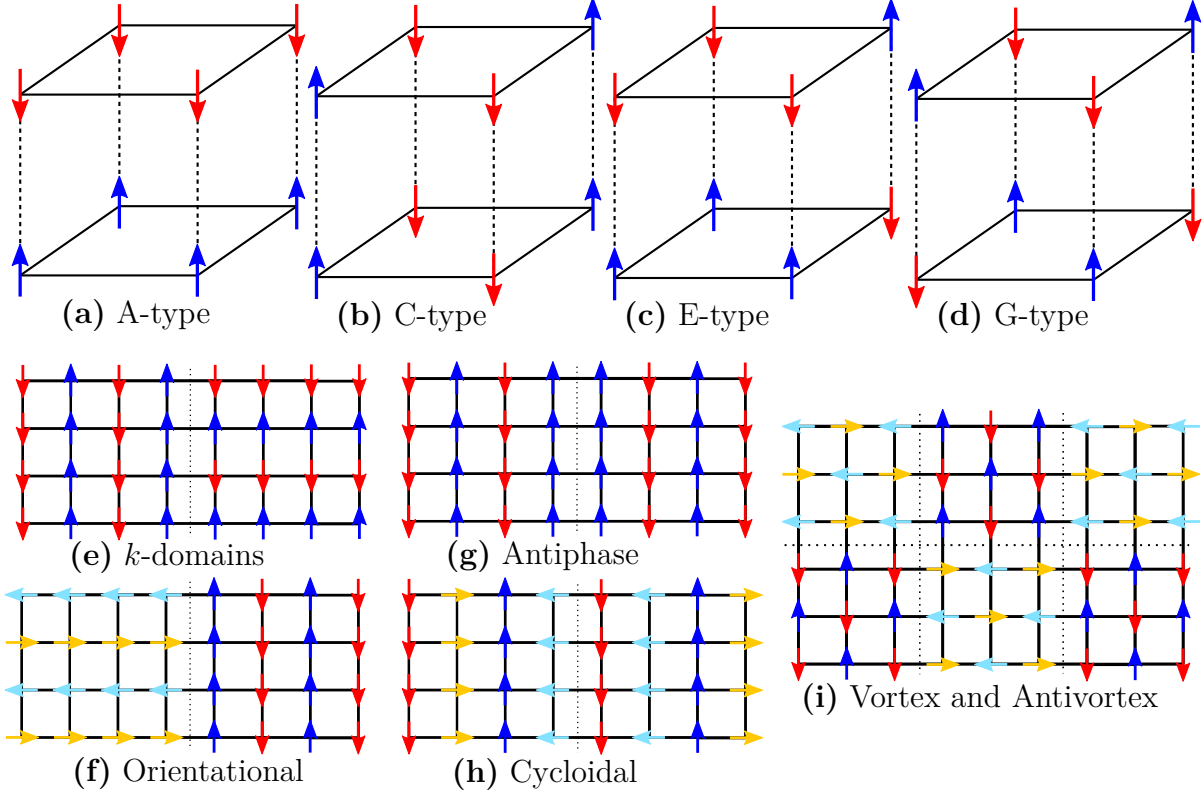 (a) A-type
(b) C-type
(c) E-type
(d) G-type
(e) k-domains
(g) Antiphase
(f) Orientational
(h) Cycloidal
(i) Vortex and Antivortex